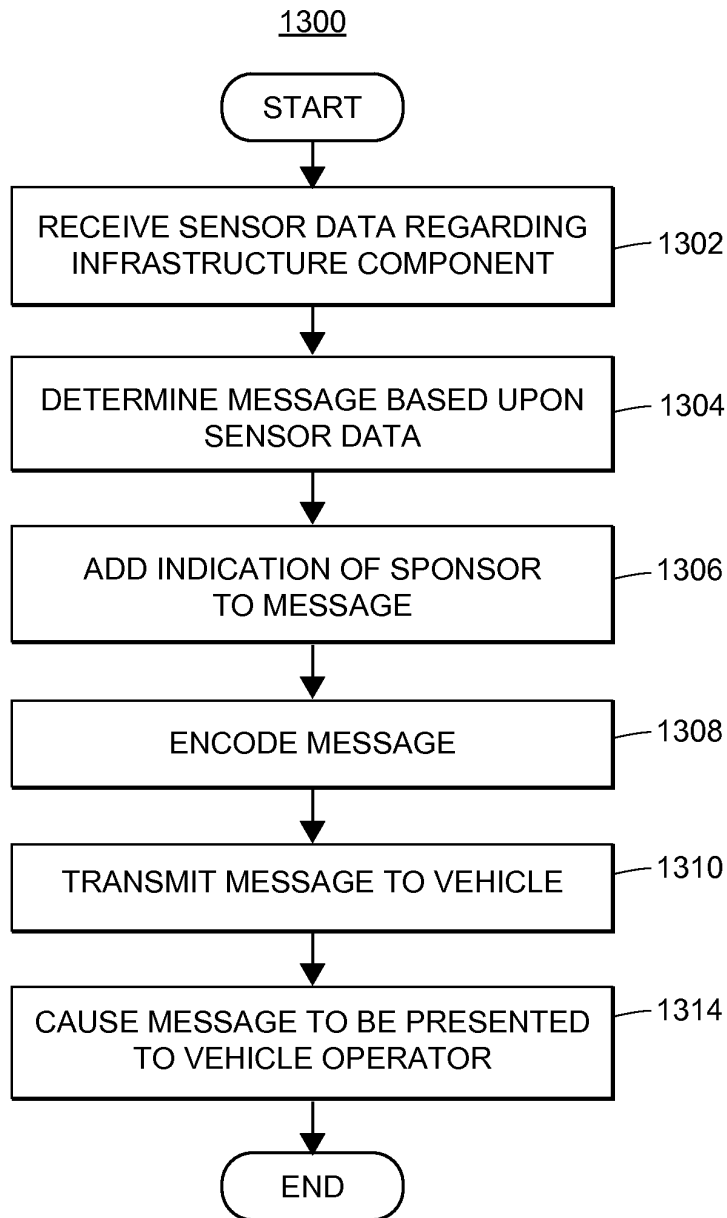 1300
START
RECEIVE SENSOR DATA REGARDING
INFRASTRUCTURE COMPONENT
1302
DETERMINE MESSAGE BASED UPON
SENSOR DATA
1304
ADD INDICATION OF SPONSOR
TO MESSAGE
1306
ENCODE MESSAGE
1308
TRANSMIT MESSAGE TO VEHICLE
1310
CAUSE MESSAGE TO BE PRESENTED
TO VEHICLE OPERATOR
1314
END